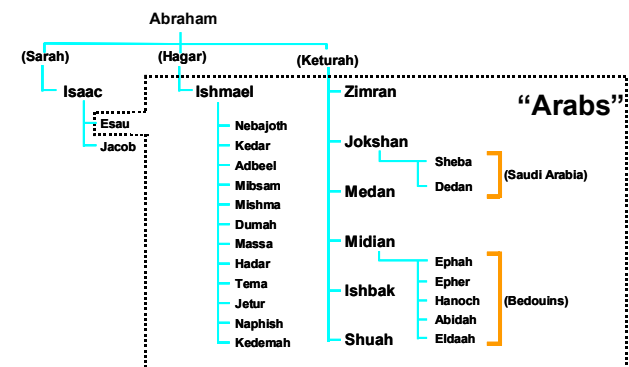 Abraham
(Sarah)
(Hagar)
(Keturah)
Isaac
Esau
Jacob
Ishmael
Nebajoth
Kedar
Adbeel
Mibsam
Mishma
Dumah
Massa
Hadar
Tema
Jetur
Naphish
Kedemah
Zimran
Jokshan
Sheba
Dedan
(Saudi Arabia)
Medan
Midian
Ephah
Epher
Hanoch
Abidah
Eldaah
(Bedouins)
Ishbak
Shuah
“Arabs”